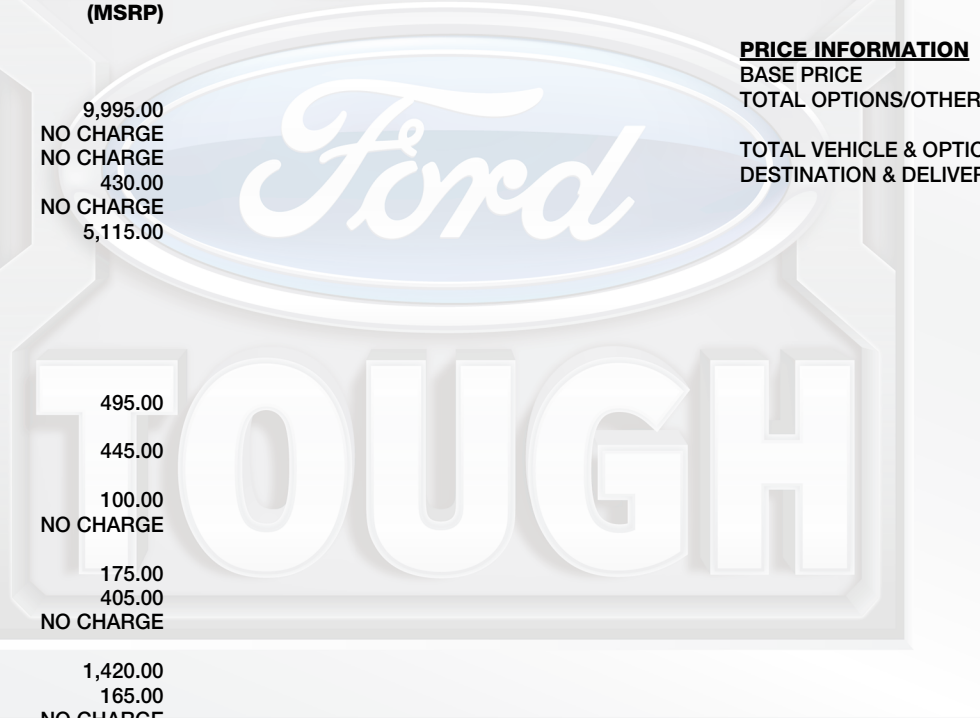 (MSRP)
9,995.00
NO CHARGE
NO CHARGE
430.00
NO CHARGE
5,115.00
495.00
445.00
100.00
NO CHARGE
175.00
405.00
NO CHARGE
1,420.00
165.00
NO CHARGE
PRICE INFORMATION
BASE PRICE
TOTAL OPTIONS/OTHER
TOTAL VEHICLE & OPTIO
DESTINATION & DELIVER
Ford
TOUGH